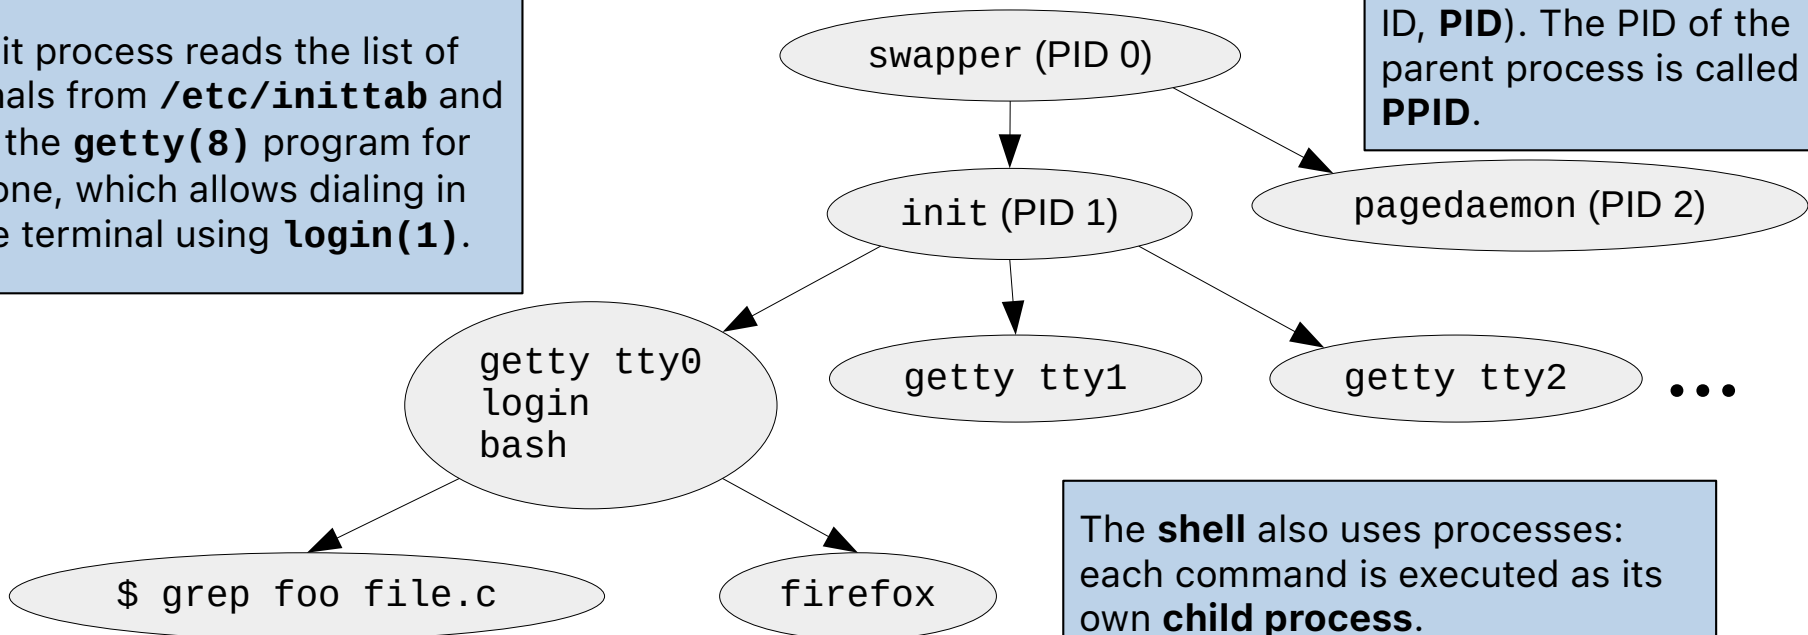 it process reads the list of
from /etc/inittab and
the getty(8) program for
one, which allows dialing in
terminal using login(1).
swapper (PID 0)
ID, PID). The PID of the
parent process is called
PPID.
init (PID 1)
pagedaemon (PID 2)
getty tty0
login
bash
getty tty1
getty tty2
...
$ grep foo file.c
firefox
The shell also uses processes:
each command is executed as its
own child process.